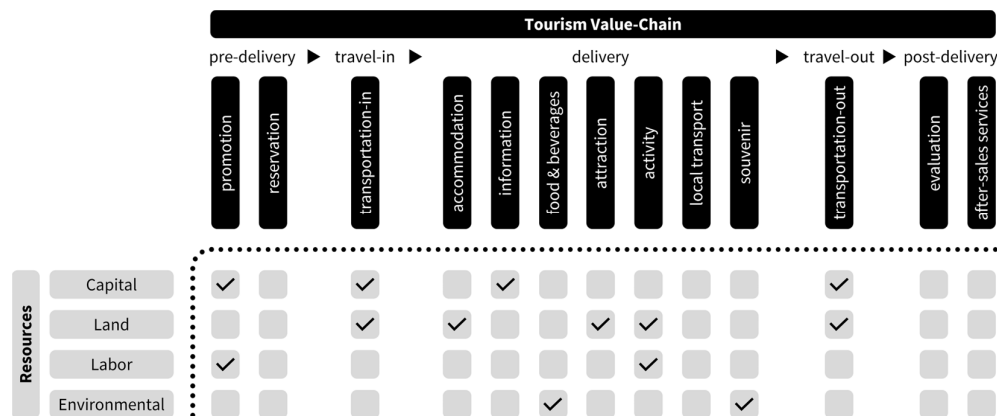 Tourism Value-Chain
pre-delivery travel-in delivery travel-out post-delivery
promotion
reservation
transportation-in
accommodation
information
food & beverages
attraction
activity
local transport
souvenir
transportation-out
evaluation
after-sales services
Resources
Capital
Land
Labor
Environmental